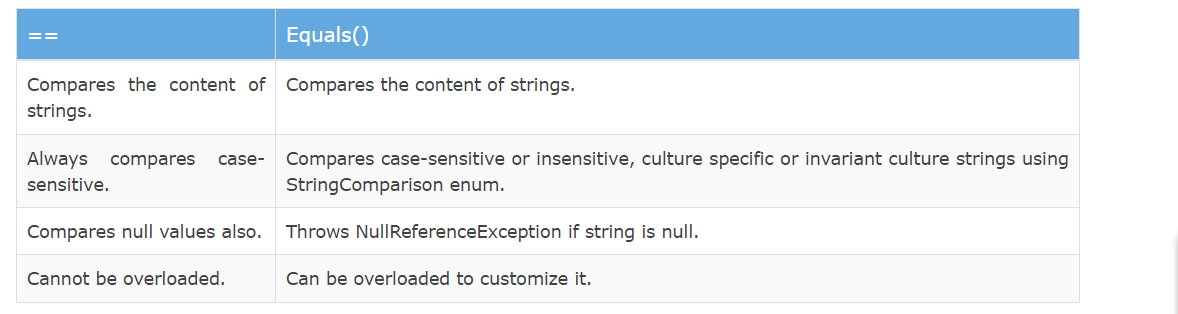 ==
Equals()
Compares the content of
strings.
Compares the content of strings.
Always compares case-
sensitive.
Compares case-sensitive or insensitive, culture specific or invariant culture strings using
StringComparison enum.
Compares null values also.
Throws NullReferenceException if string is null.
Cannot be overloaded.
Can be overloaded to customize it.